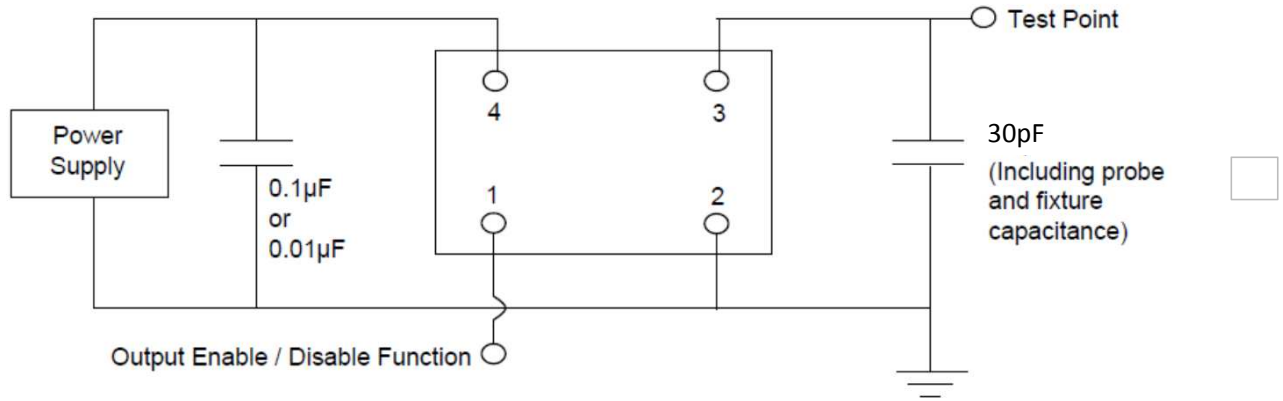 Test Point
4
3
Power
Supply
30pF
(Including probe
and fixture
capacitance)
0.1µF
or
0.01µF
1
2
Output Enable / Disable Function